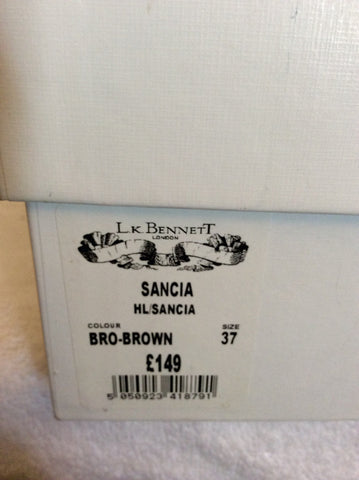 L.K.BENNETT
LONDON
SANCIA
HL/SANCIA
COLOUR SIZE
BRO-BROWN 37
£149
5 050923 418791